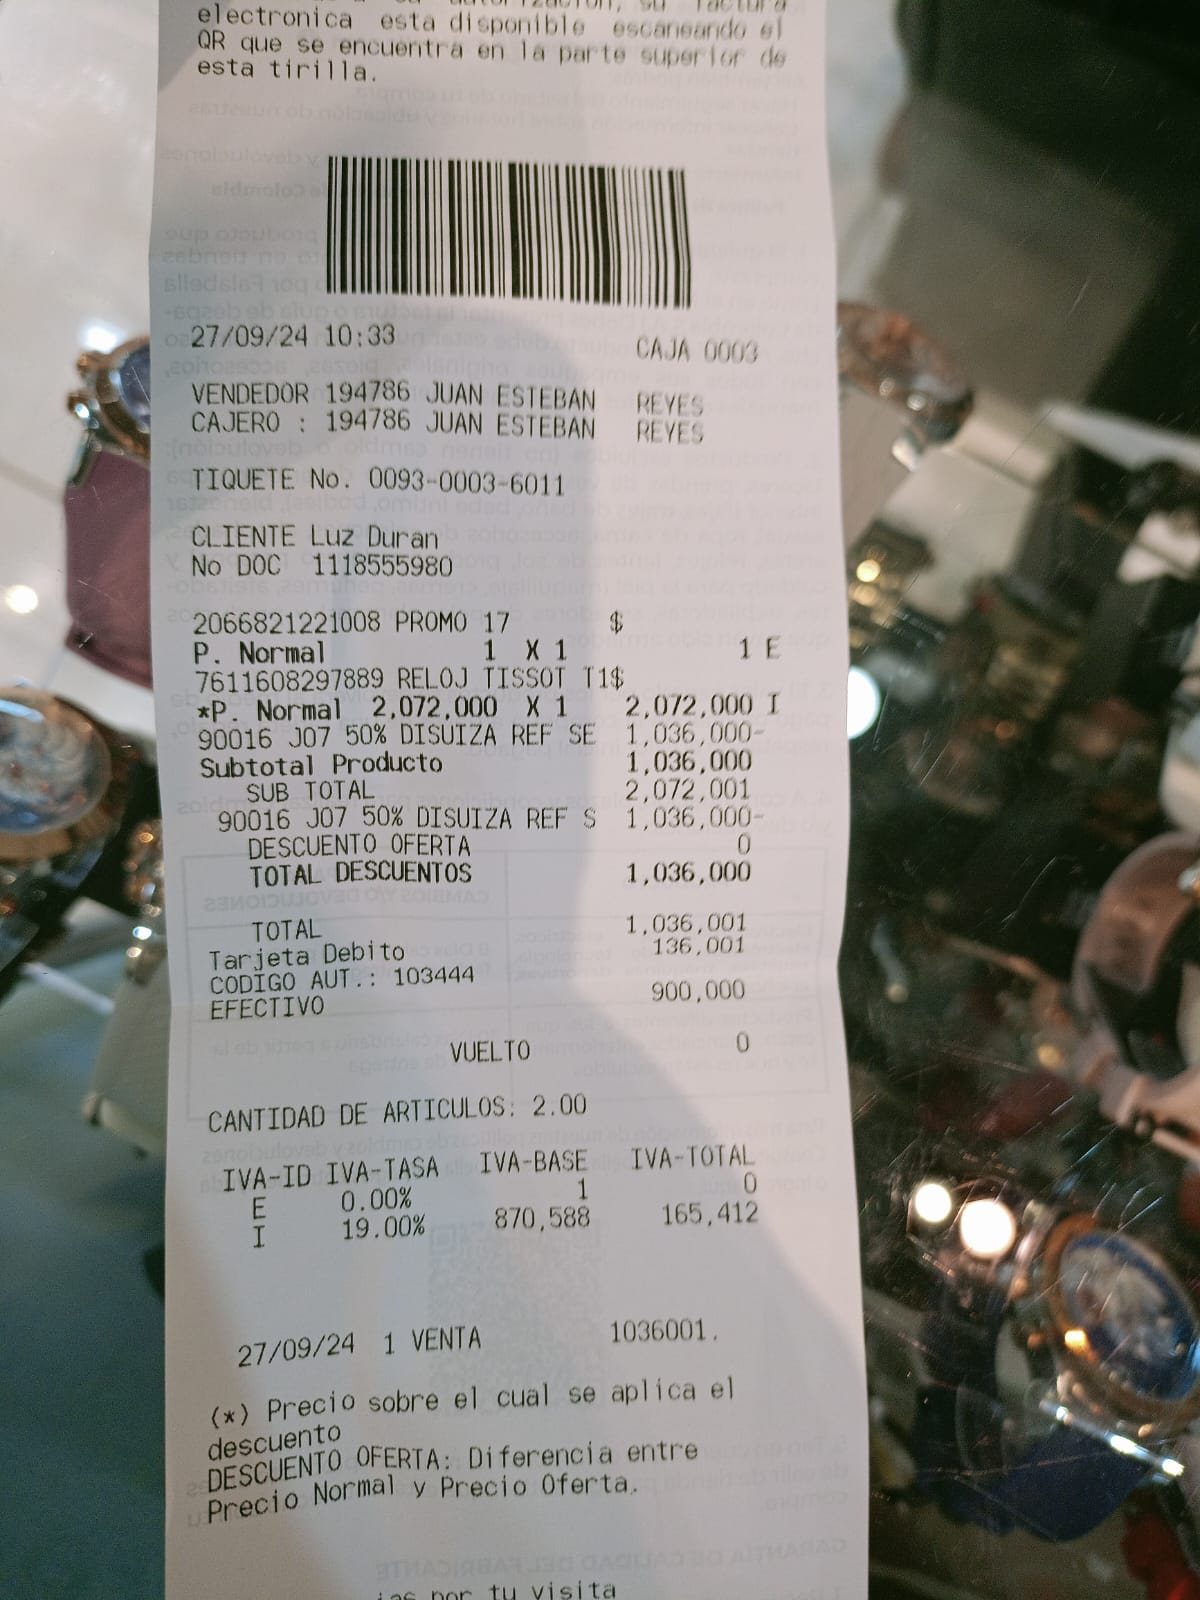 su factura
electronica esta disponible escaneando el
QR que se encuentra en la parte superior de
esta tirilla.
27/09/24 10:33 CAJA 0003
VENDEDOR 194786 JUAN ESTEBAN REYES
CAJERO : 194786 JUAN ESTEBAN REYES
TIQUETE No. 0093-0003-6011
CLIENTE Luz Duran
No DOC 1118555980
2066821221008 PROMO 17 $
P. Normal 1 X 1 1 E
7611608297889 RELOJ TISSOT T1$
*P. Normal 2,072,000 X 1 2,072,000 I
90016 J07 50% DISUIZA REF SE 1,036,000-
Subtotal Producto 1,036,000
SUB TOTAL 2,072,001
90016 J07 50% DISUIZA REF S 1,036,000-
DESCUENTO OFERTA 0
TOTAL DESCUENTOS 1,036,000
TOTAL 1,036,001
Tarjeta Debito 136,001
CODIGO AUT.: 103444
EFECTIVO 900,000
VUELTO 0
CANTIDAD DE ARTICULOS: 2.00
IVA-ID IVA-TASA IVA-BASE IVA-TOTAL
E 0.00% 1 0
I 19.00% 870,588 165,412
27/09/24 1 VENTA 1036001.
(*) Precio sobre el cual se aplica el
descuento
DESCUENTO OFERTA: Diferencia entre
Precio Normal y Precio Oferta.
por tu visita